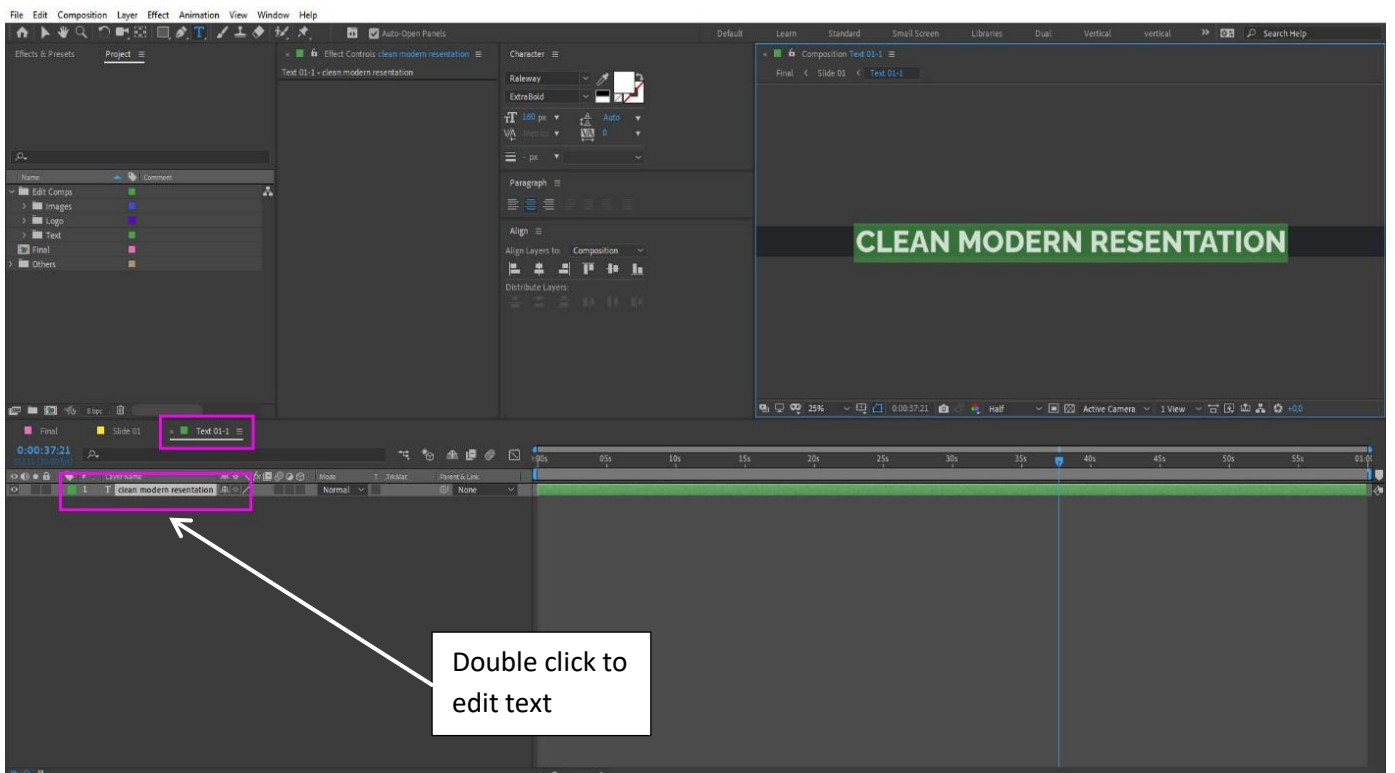 File Edit Composition Layer Effect Animation View Window Help
T Auto-Open Panels Default Learn Standard Small Screen Libraries Dual Vertical vertical Search Help
Effects & Presets Project
Effect Controls clean modern resentation
Text 01-1 • clean modern resentation
Name Comment
Edit Comps
Images
Logo
Text
Final
Others
8 bpc
Character
Raleway
ExtraBold
160 px Auto
Metrics 0
- px
Paragraph
Align
Align Layers to: Composition
Distribute Layers:
Composition Text 01-1
Final Slide 01 Text 01-1
CLEAN MODERN RESENTATION
25% 0:00:37:21 Half Active Camera 1 View +0,0
Final Slide 01 Text 01-1
0:00:37:21
05s 10s 15s 20s 25s 30s 35s 40s 45s 50s 55s
# Layer Name Mode T TrkMat Parent & Link
1 T clean modern resentation Normal None
Double click to
edit text